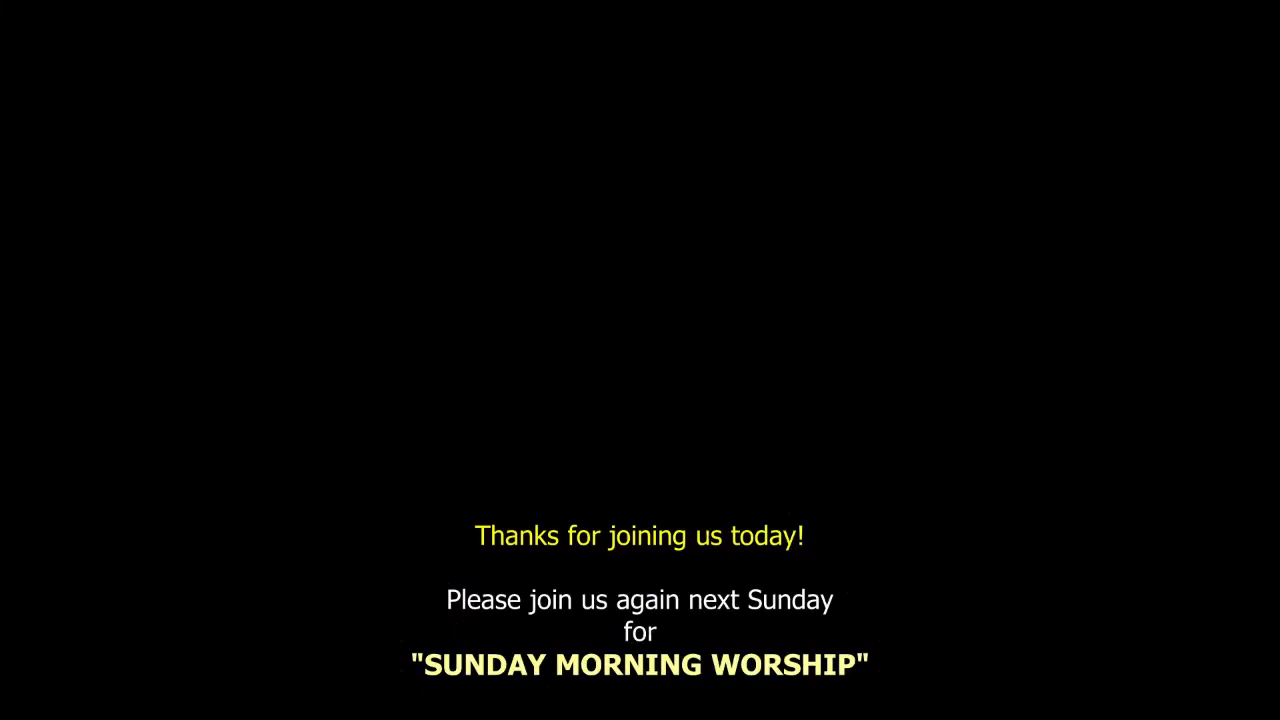 Thanks for joining us today!
Please join us again next Sunday
for
"SUNDAY MORNING WORSHIP"